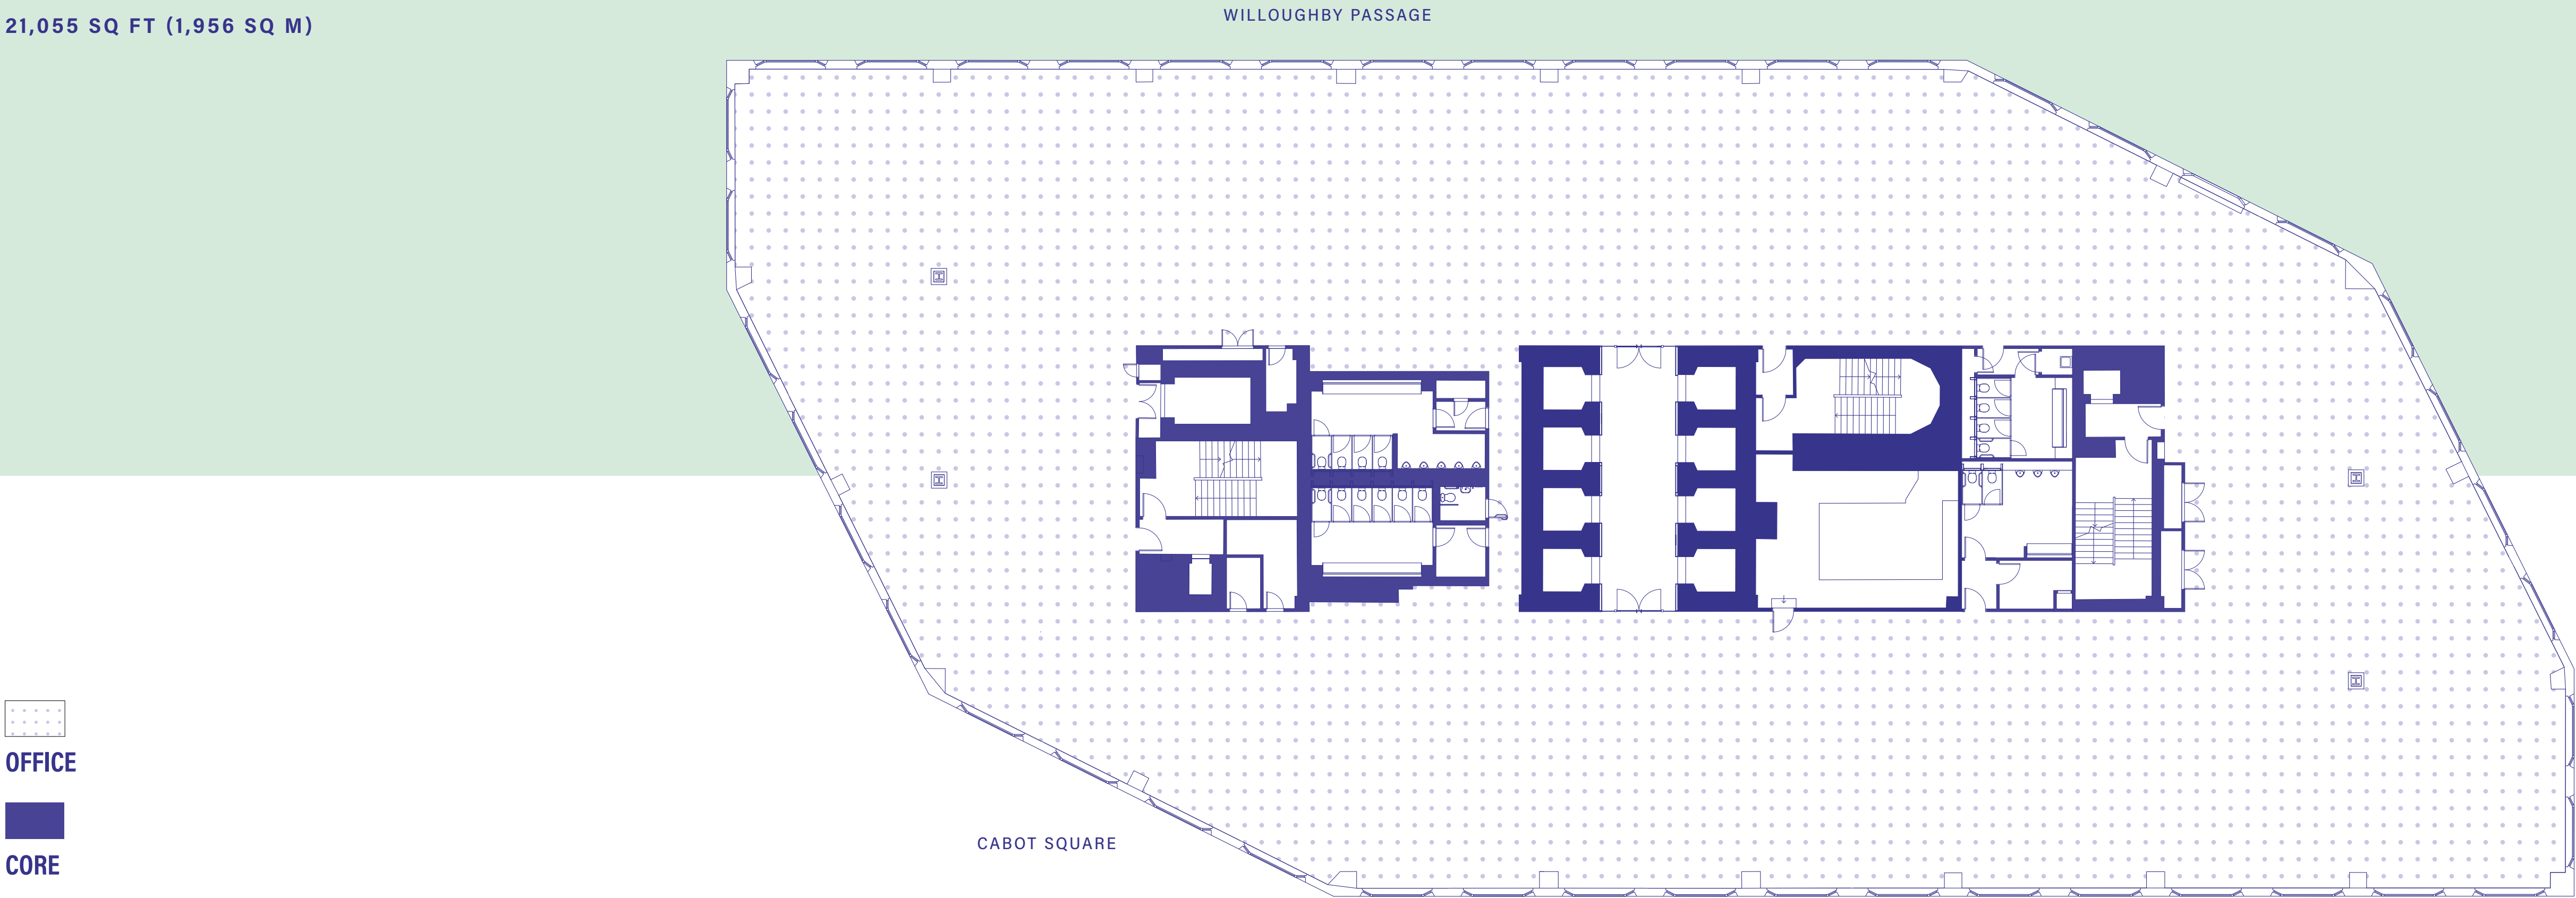 21,055 SQ FT (1,956 SQ M)
WILLOUGHBY PASSAGE
OFFICE
CORE
CABOT SQUARE